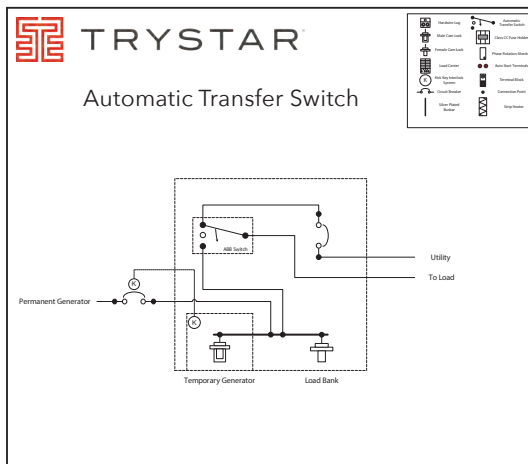 TRYSTAR
Automatic Transfer Switch
Hardware Lug
Male Cam Lock
Female Cam Lock
Load Center
K
Kirk Key Interlock
System
Circuit Breaker
Silver Plated
Busbar
Automatic
Transfer Switch
Class CC Fuse Holder
Phase Rotation Monitor
Auto Start Terminals
Terminal Block
Connection Point
Strip Heater
ABB Switch
Utility
To Load
K
Permanent Generator
K
Temporary Generator
Load Bank